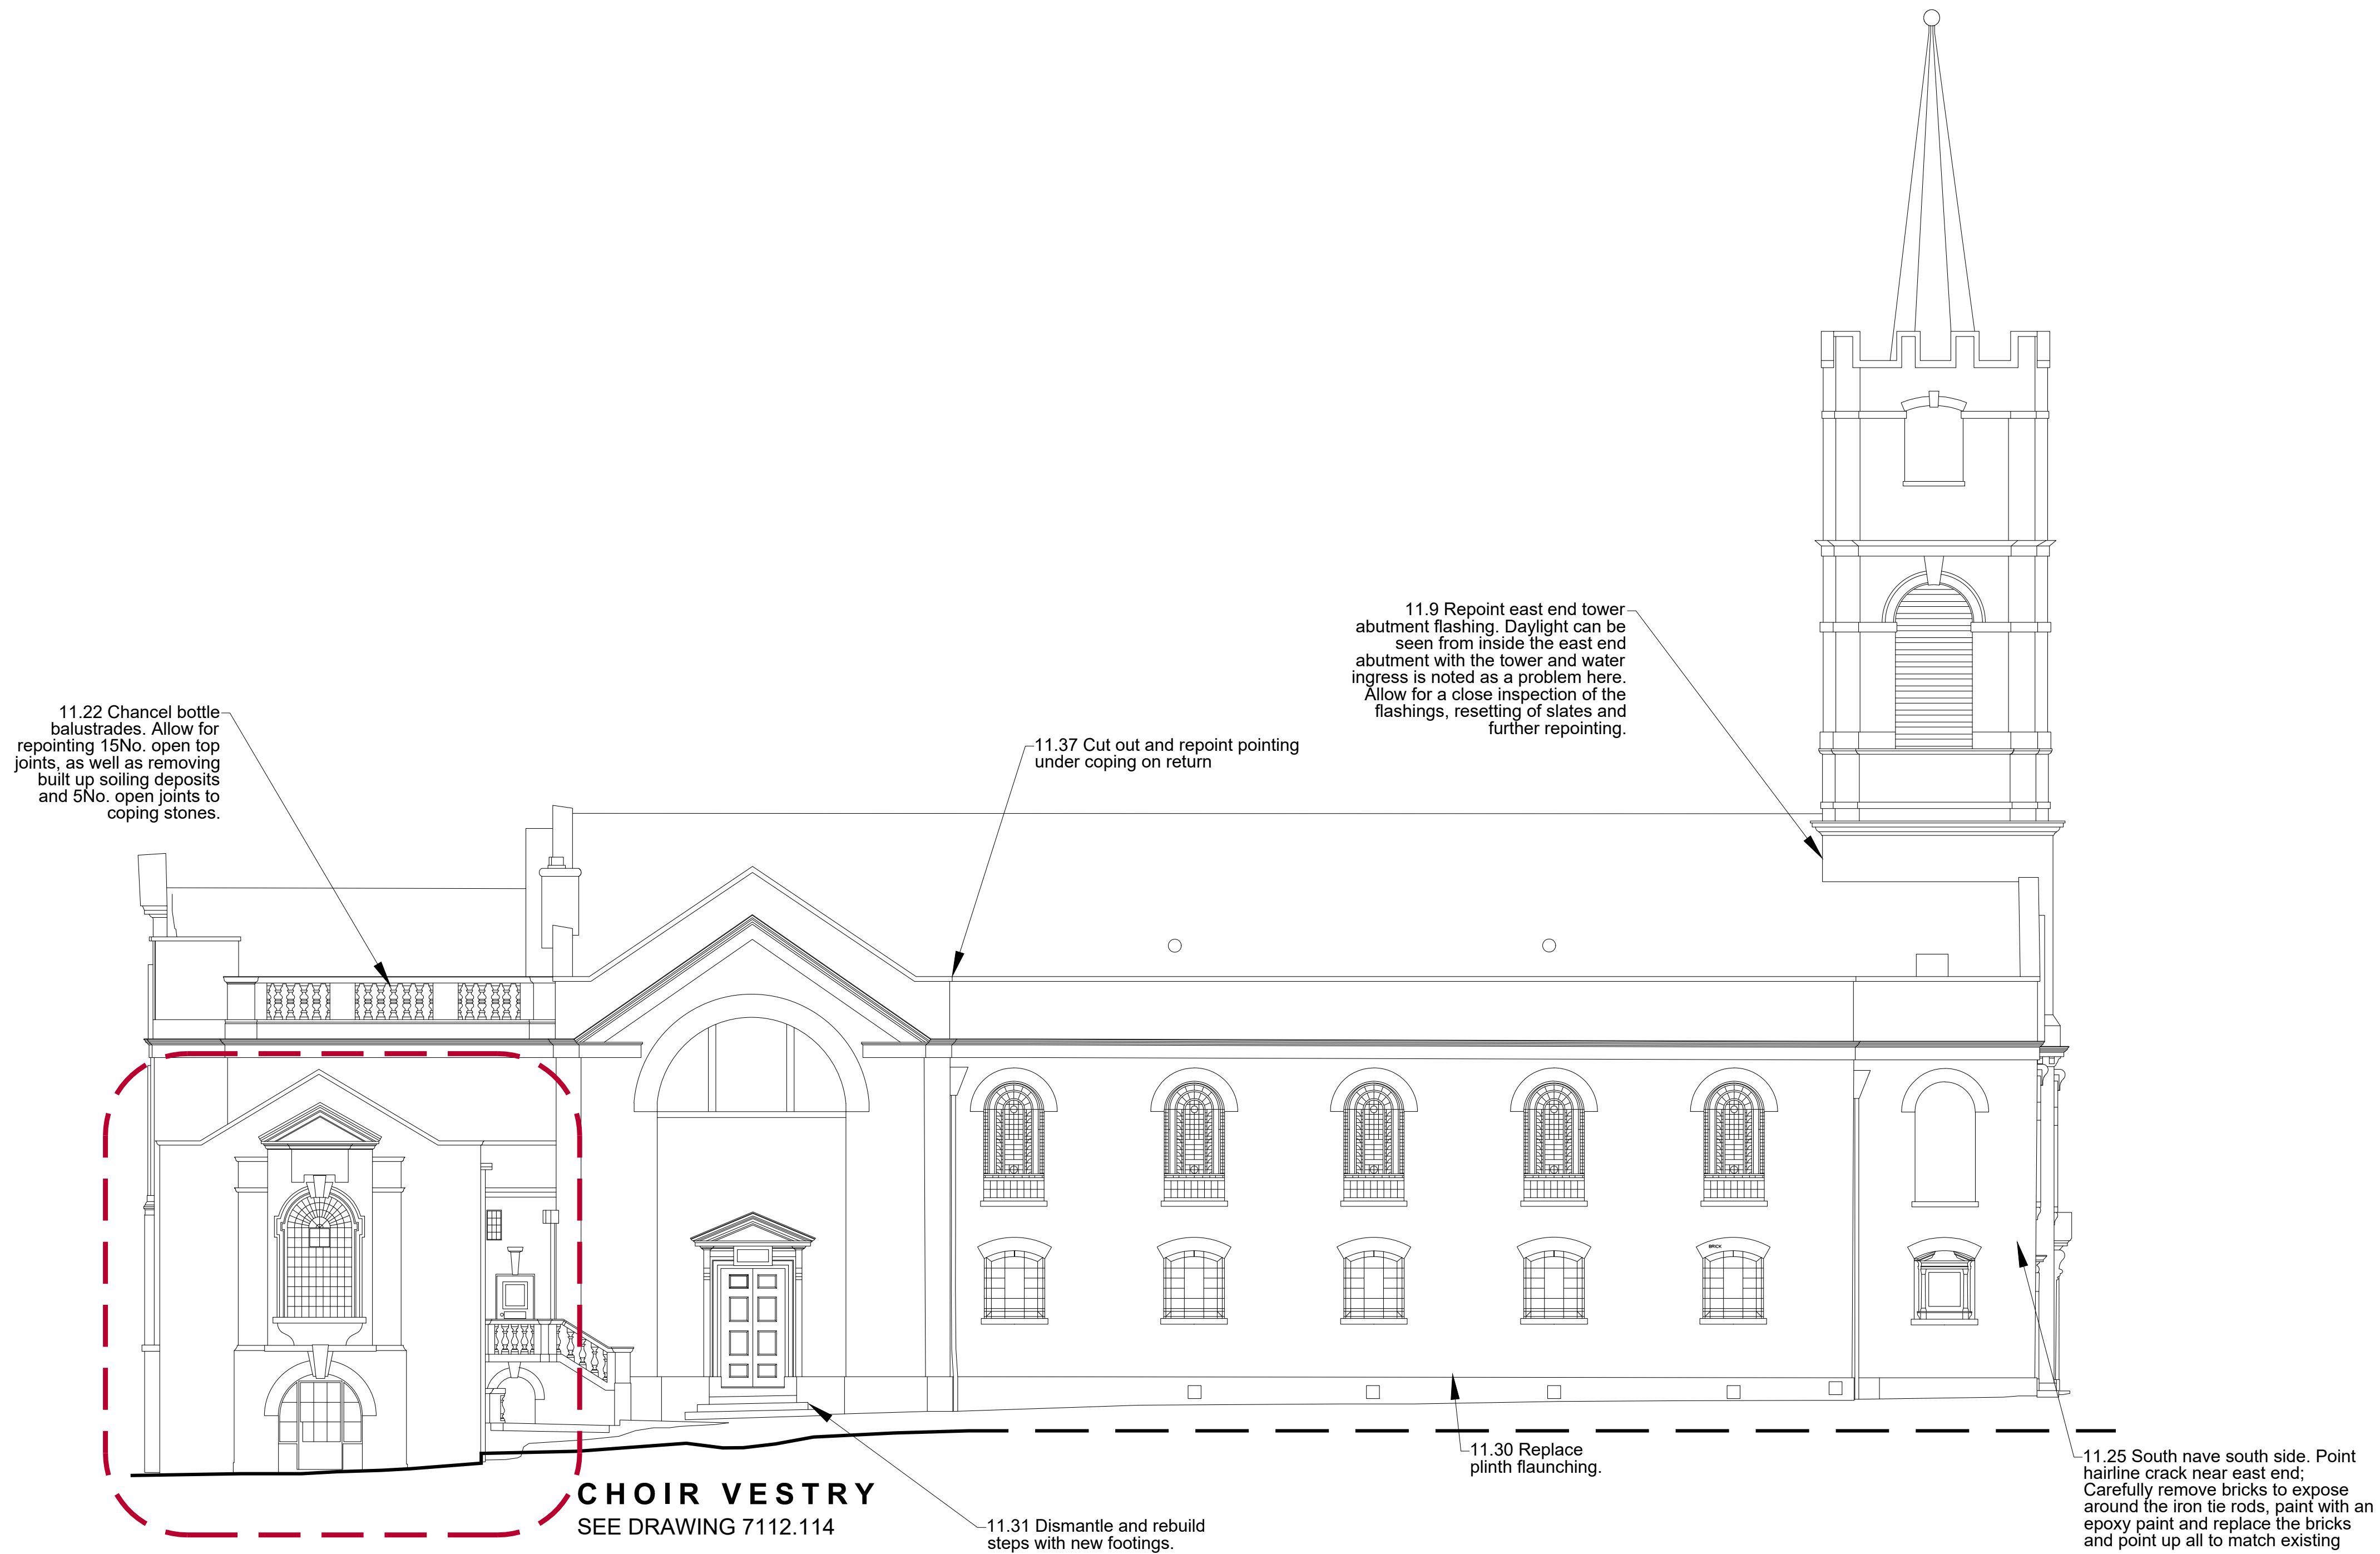 11.9 Repoint east end tower
abutment flashing. Daylight can be
seen from inside the east end
abutment with the tower and water
ingress is noted as a problem here.
Allow for a close inspection of the
flashings, resetting of slates and
further repointing.
11.22 Chancel bottle
balustrades. Allow for
repointing 15No. open top
joints, as well as removing
built up soiling deposits
and 5No. open joints to
coping stones.
11.37 Cut out and repoint pointing
under coping on return
BRICK
11.30 Replace
plinth flaunching.
11.25 South nave south side. Point
hairline crack near east end;
Carefully remove bricks to expose
around the iron tie rods, paint with an
epoxy paint and replace the bricks
and point up all to match existing
CHOIR VESTRY
SEE DRAWING 7112.114
11.31 Dismantle and rebuild
steps with new footings.